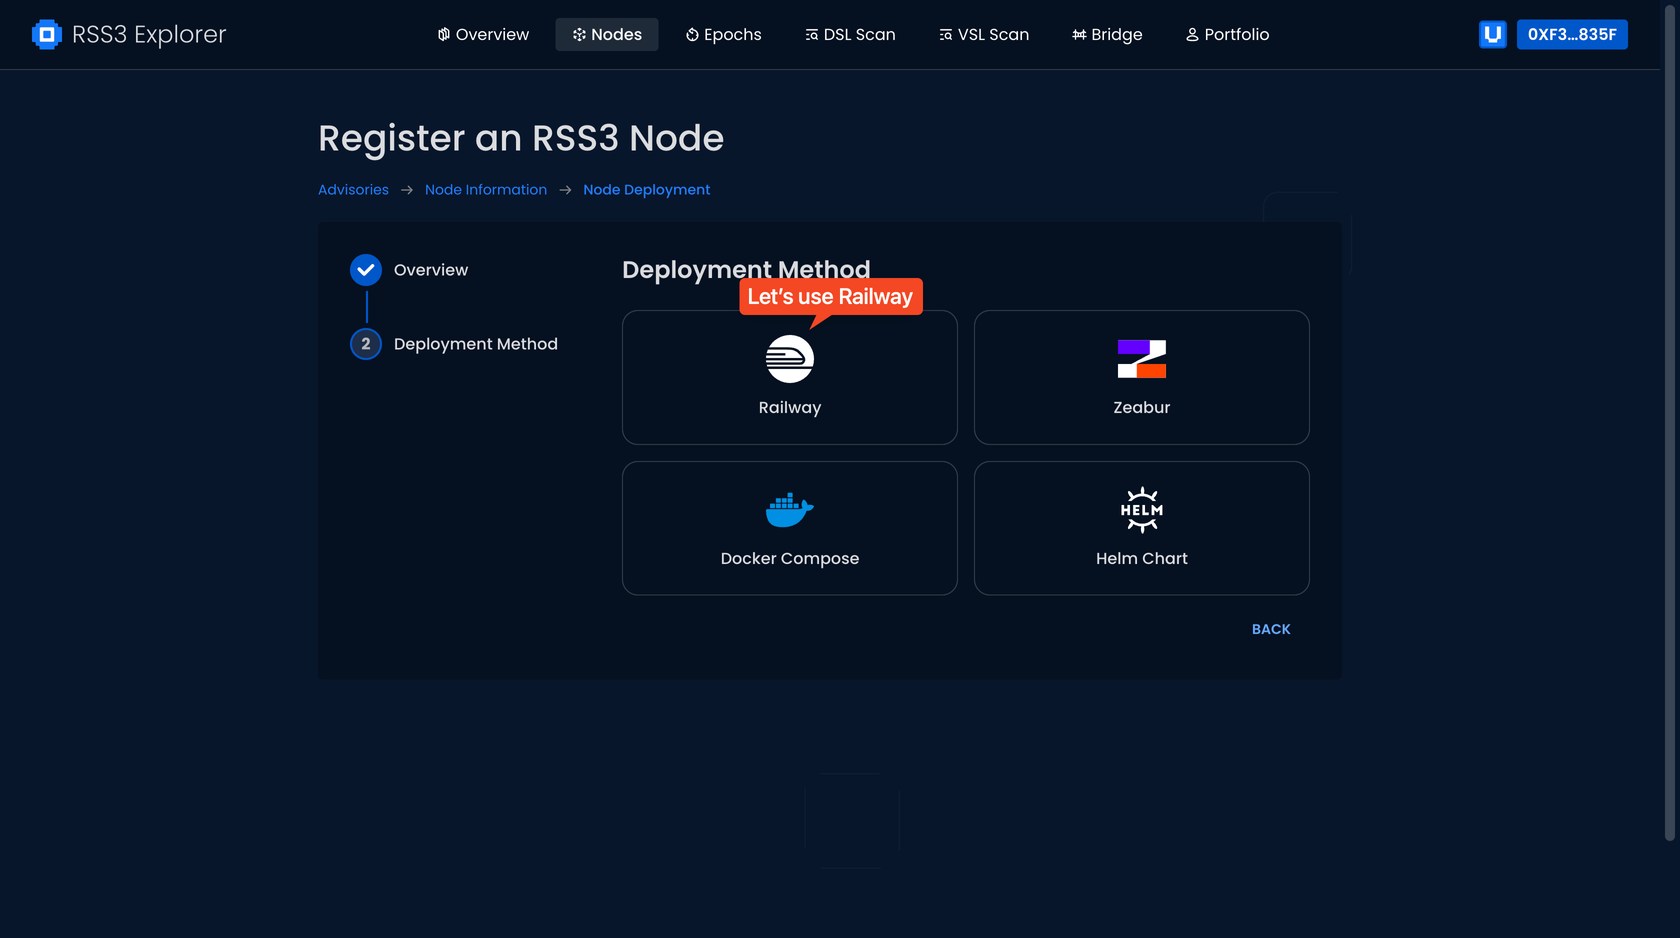 RSS3 Explorer
Overview
Nodes
Epochs
DSL Scan
VSL Scan
Bridge
Portfolio
0XF3...835F
Register an RSS3 Node
Advisories → Node Information → Node Deployment
Overview
2 Deployment Method
Deployment Method
Let's use Railway
Railway
Zeabur
Docker Compose
HELM
Helm Chart
BACK